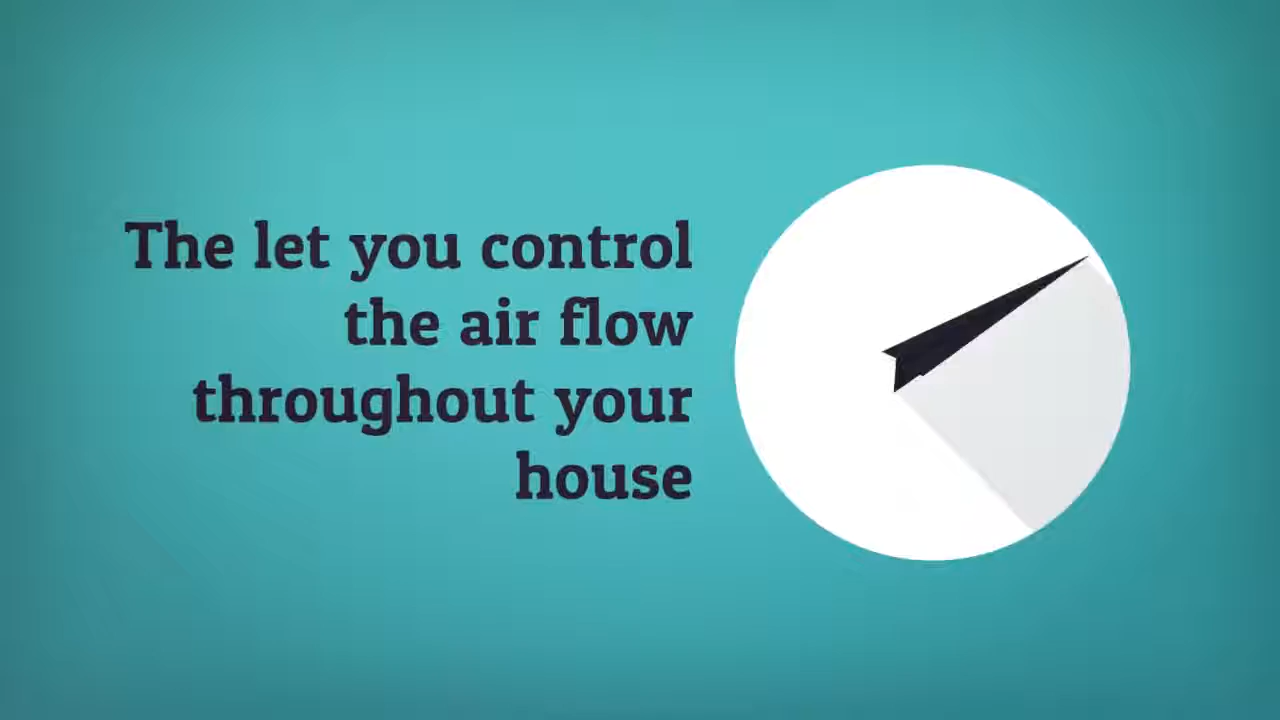 The let you control
the air flow
throughout your
house